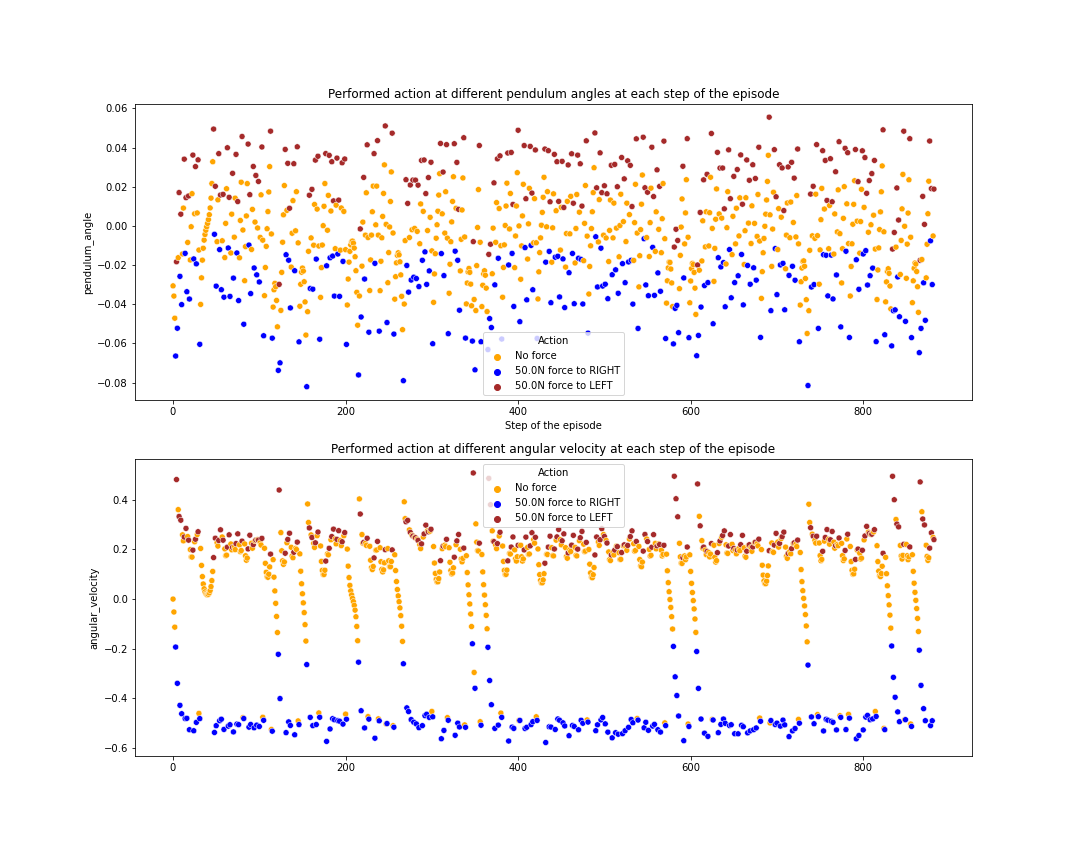 Performed action at different pendulum angles at each step of the episode
0.06
0.04
0.02
0.00
−0.02
−0.04
−0.06
−0.08
pendulum_angle
Action
No force
50.0N force to RIGHT
50.0N force to LEFT
0 200 400 600 800
Step of the episode
Performed action at different angular velocity at each step of the episode
Action
No force
50.0N force to RIGHT
50.0N force to LEFT
0.4
0.2
0.0
−0.2
−0.4
−0.6
angular_velocity
0 200 400 600 800